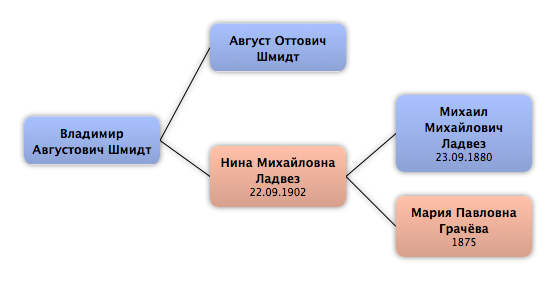 Август Оттович
Шмидт
Владимир
Августович Шмидт
Нина Михайловна
Ладвез
22.09.1902
Михаил
Михайлович
Ладвез
23.09.1880
Мария Павловна
Грачёва
1875